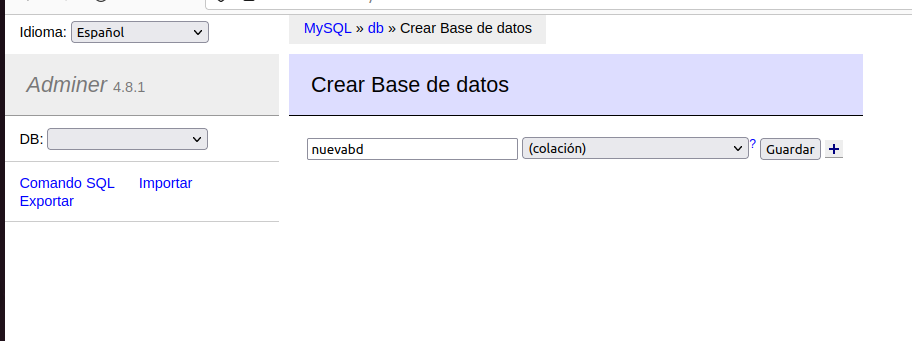 Idioma: Español
MySQL » db » Crear Base de datos
Adminer 4.8.1
Crear Base de datos
DB:
nuevabd (colación) ? Guardar +
Comando SQL Importar
Exportar